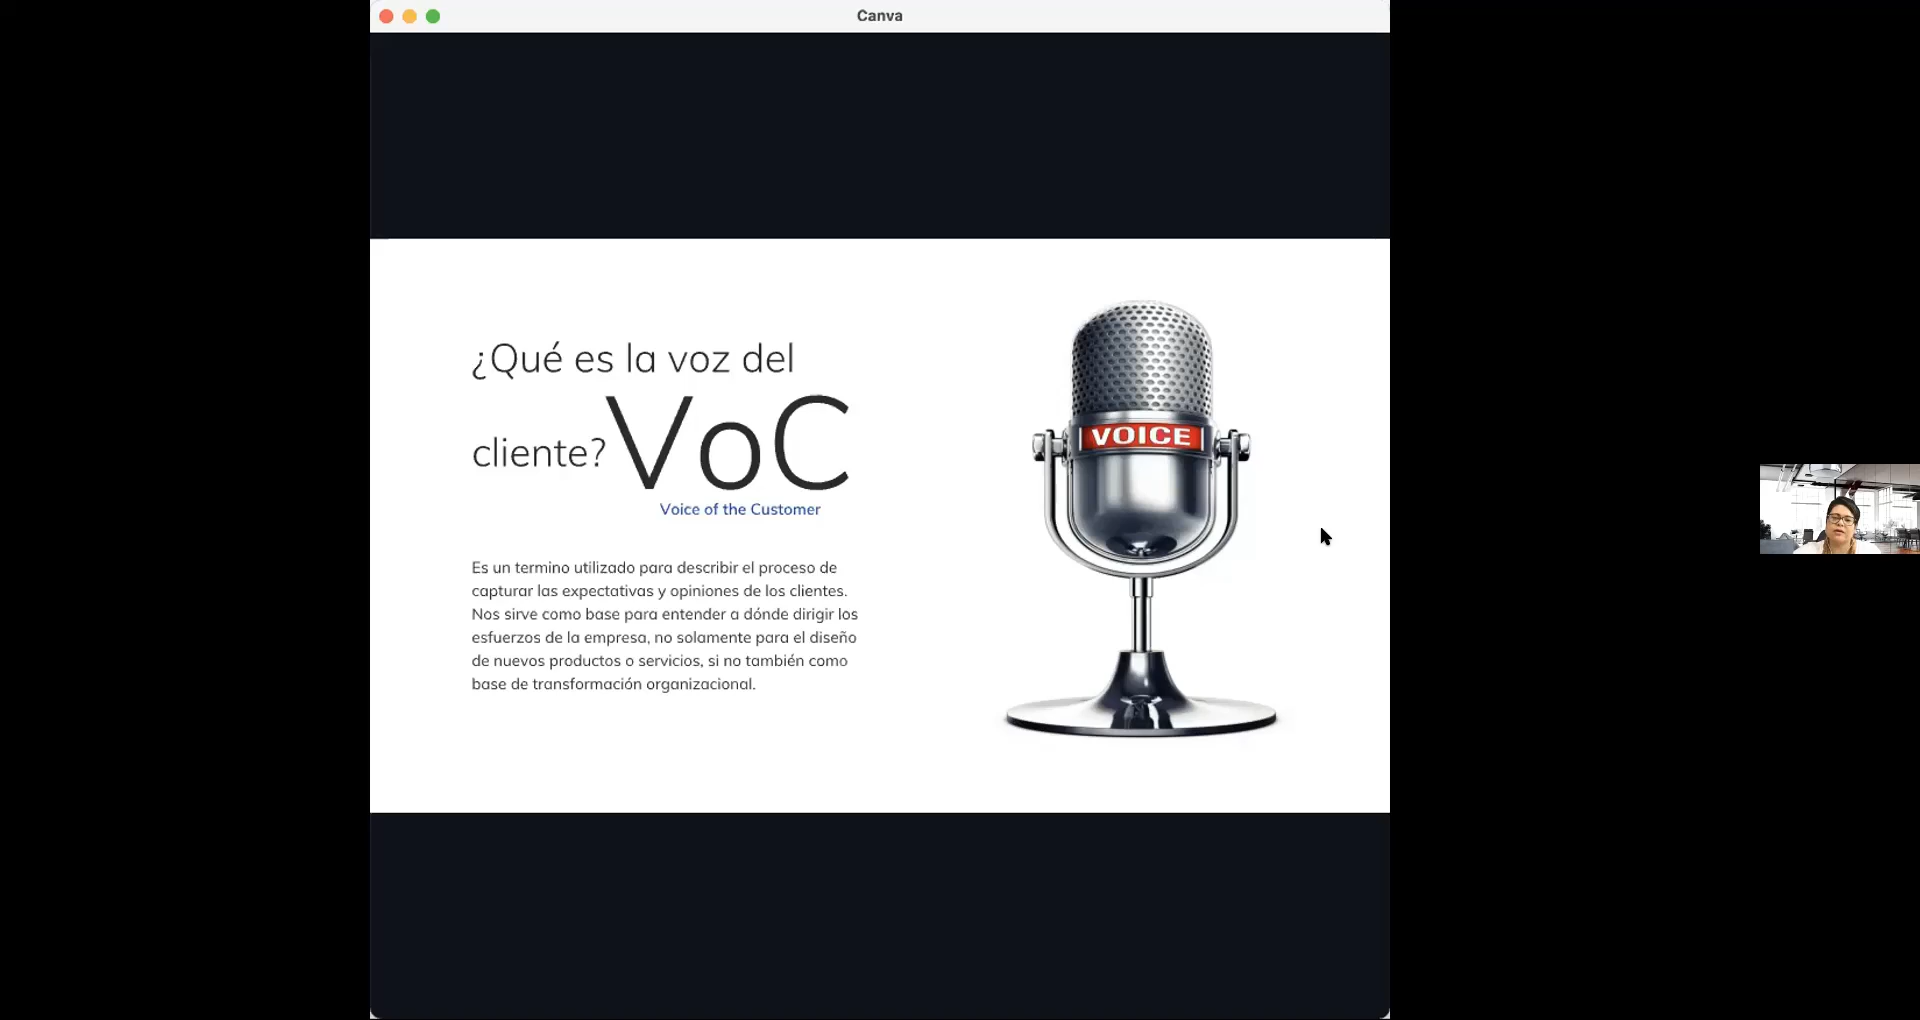 Canva
¿Qué es la voz del
cliente? VoC
Voice of the Customer
Es un termino utilizado para describir el proceso de
capturar las expectativas y opiniones de los clientes.
Nos sirve como base para entender a dónde dirigir los
esfuerzos de la empresa, no solamente para el diseño
de nuevos productos o servicios, si no también como
base de transformación organizacional.
VOICE